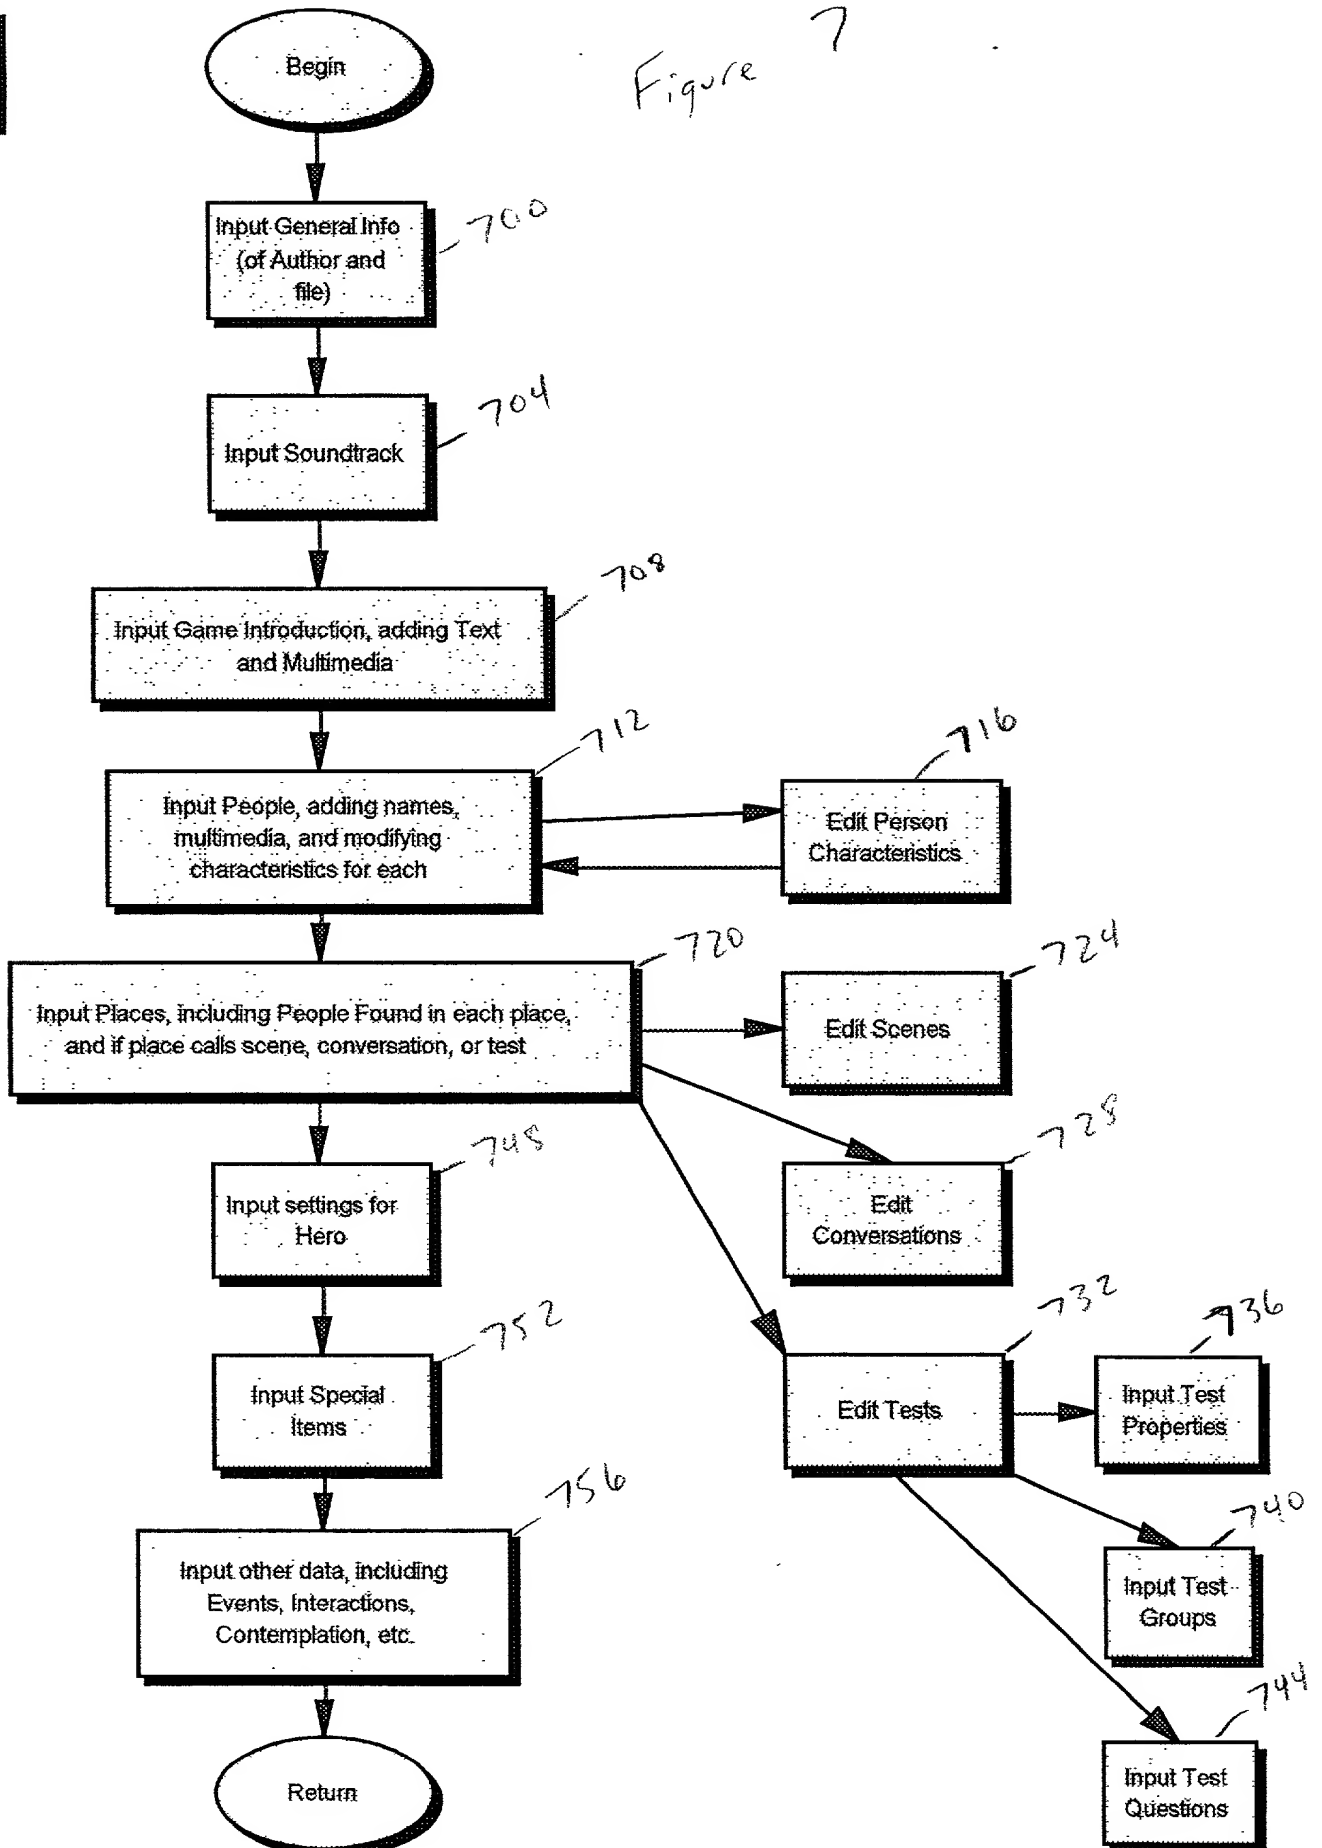 Figure 7
Begin
Input General Info
(of Author and
file)
700
Input Soundtrack
704
Input Game Introduction, adding Text
and Multimedia
708
Input People, adding names,
multimedia, and modifying
characteristics for each
712
Edit Person
Characteristics
716
Input Places, including People Found in each place,
and if place calls scene, conversation, or test
720
Edit Scenes
724
Edit
Conversations
728
Edit Tests
732
Input Test
Properties
736
Input Test
Groups
740
Input Test
Questions
744
Input settings for
Hero
748
Input Special
Items
752
Input other data, including
Events, Interactions,
Contemplation, etc.
756
Return